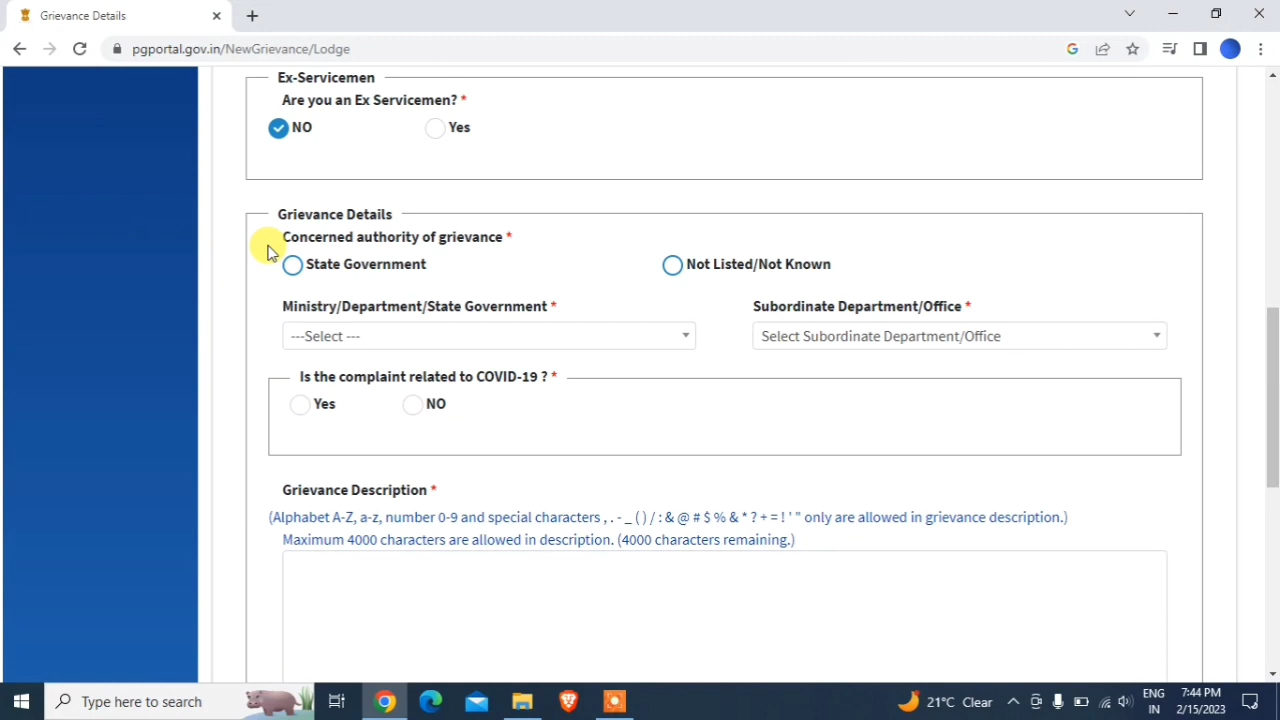 Grievance Details
pgportal.gov.in/NewGrievance/Lodge
Ex-Servicemen
Are you an Ex Servicemen? *
NO
Yes
Grievance Details
Concerned authority of grievance *
State Government
Not Listed/Not Known
Ministry/Department/State Government *
Subordinate Department/Office *
---Select ---
Select Subordinate Department/Office
Is the complaint related to COVID-19 ? *
Yes
NO
Grievance Description *
(Alphabet A-Z, a-z, number 0-9 and special characters , . - _ ( ) / : & @ # $ % & * ? + = ! ' " only are allowed in grievance description.)
Maximum 4000 characters are allowed in description. (4000 characters remaining.)
Type here to search
21°C Clear
ENG
IN
7:44 PM
2/15/2023